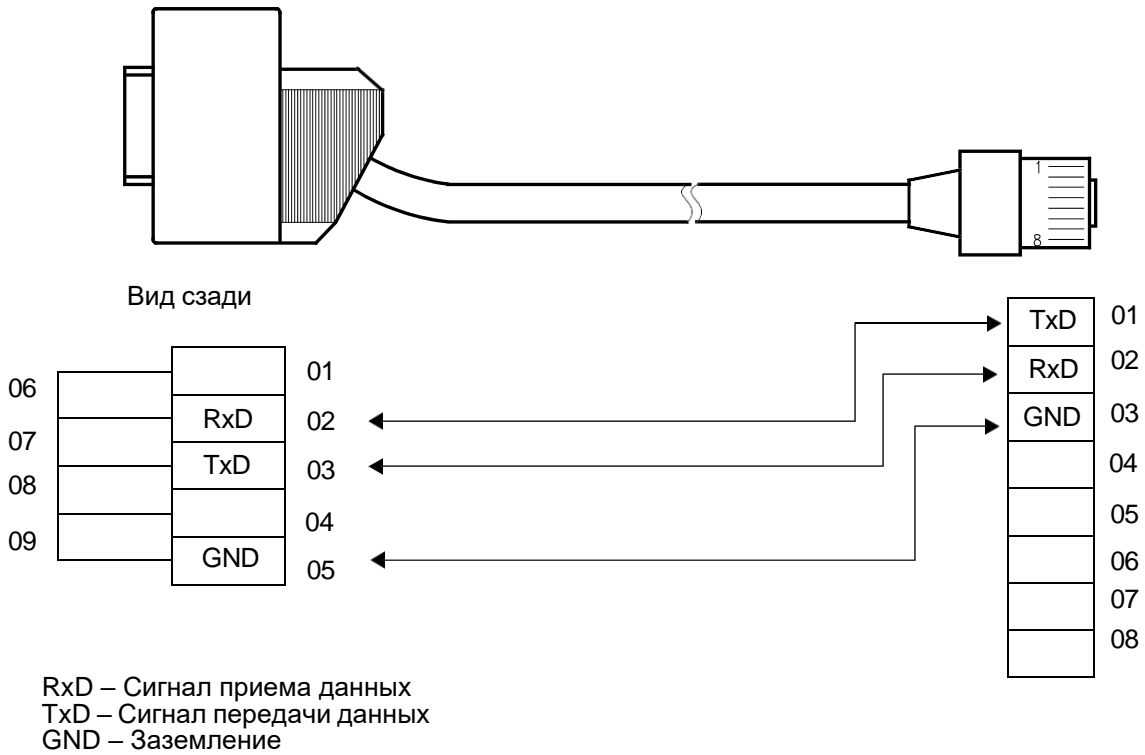 1
8
Вид сзади
TxD 01
RxD 02
GND 03
04
05
06
07
08
01
06
RxD 02
07
TxD 03
08
04
09
GND 05
RxD – Сигнал приема данных
TxD – Сигнал передачи данных
GND – Заземление